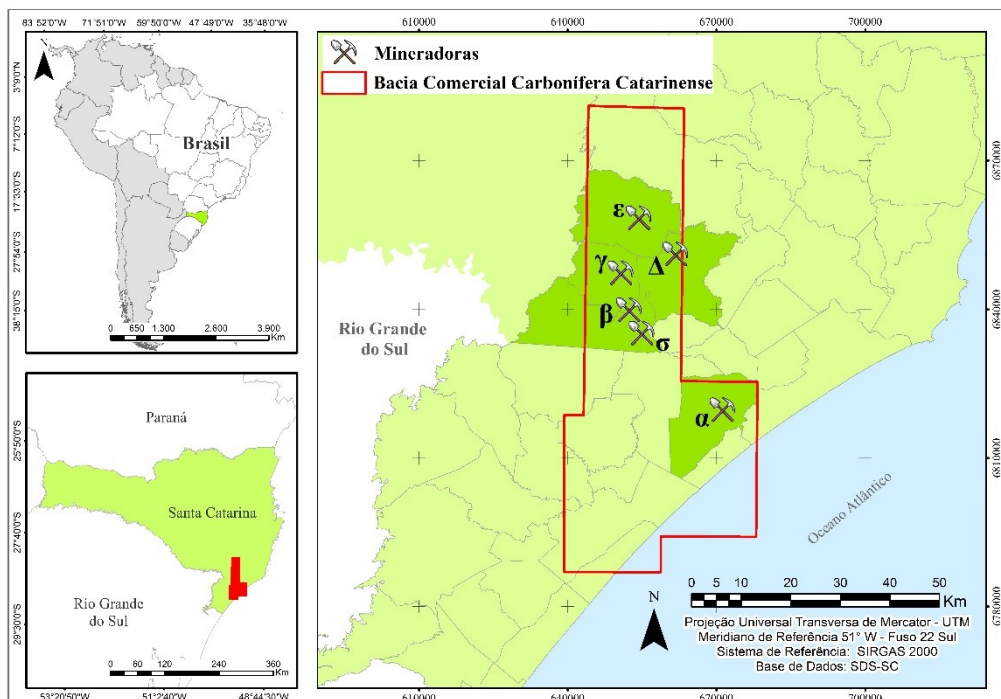 83 52'0"W 71 51'0"W 59 50'0"W 47 49'0"W 35 48'0"W
3°9'0"N
7°12'0"S
17°33'0"S
27°54'0"S
38°15'0"S
Brasil
0 650 1.300 2.600 3.900
Km
Paraná
25°50'0"S
Santa Catarina
27°40'0"S
Rio Grande
do Sul
29°30'0"S
0 60 120 240 360
Km
53°20'50"W 51°2'40"W 48°44'30"W
610000 640000 670000 700000
Mineradoras
Bacia Comercial Carbonífera Catarinense
6870000
ε
γ
Δ
6840000
β
σ
Rio Grande
do Sul
α
6810000
Oceano Atlântico
0 5 10 20 30 40 50
Km
N
6780000
Projeção Universal Transversa de Mercator - UTM
Meridiano de Referência 51° W - Fuso 22 Sul
Sistema de Referência: SIRGAS 2000
Base de Dados: SDS-SC
610000 640000 670000 700000